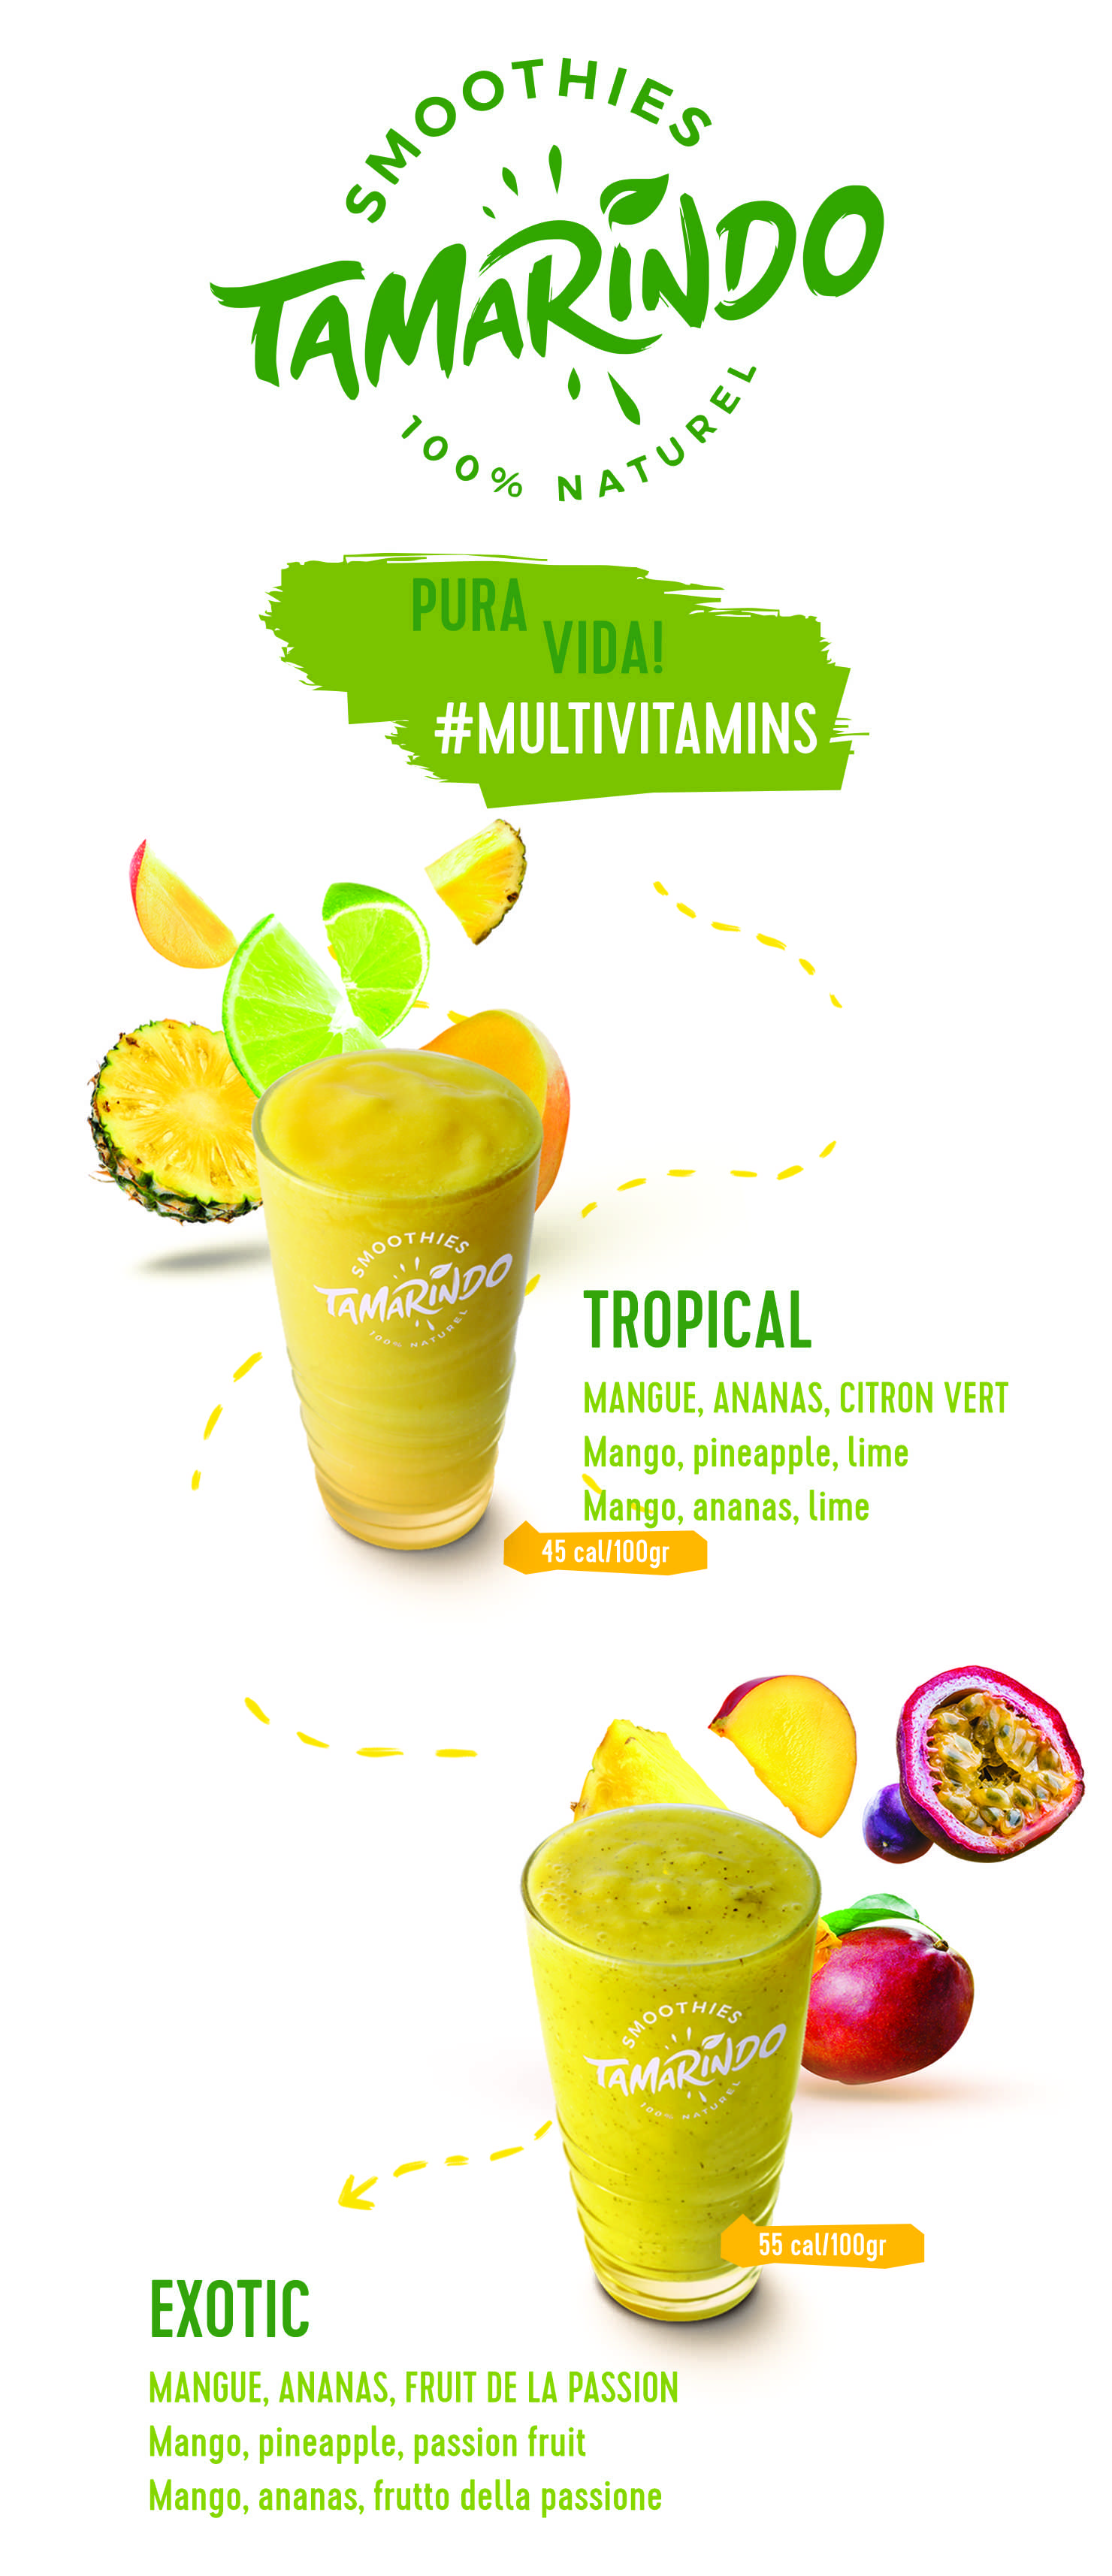 SMOOTHIES
TAMARINDO
100% NATUREL
PURA
VIDA!
#MULTIVITAMINS
SMOOTHIES
TAMARINDO
100% NATUREL
TROPICAL
MANGUE, ANANAS, CITRON VERT
Mango, pineapple, lime
Mango, ananas, lime
45 cal/100gr
SMOOTHIES
TAMARINDO
100% NATUREL
55 cal/100gr
EXOTIC
MANGUE, ANANAS, FRUIT DE LA PASSION
Mango, pineapple, passion fruit
Mango, ananas, frutto della passione